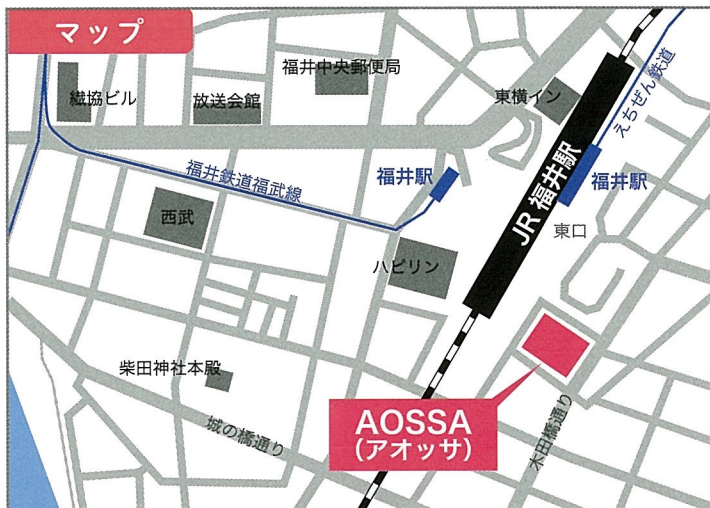 マップ
繊協ビル
放送会館
福井中央郵便局
東横イン
えちぜん鉄道
福井鉄道福武線
福井駅
JR 福井駅
福井駅
西武
東口
ハピリン
柴田神社本殿
城の橋通り
AOSSA
(アオッサ)
木田橋通り